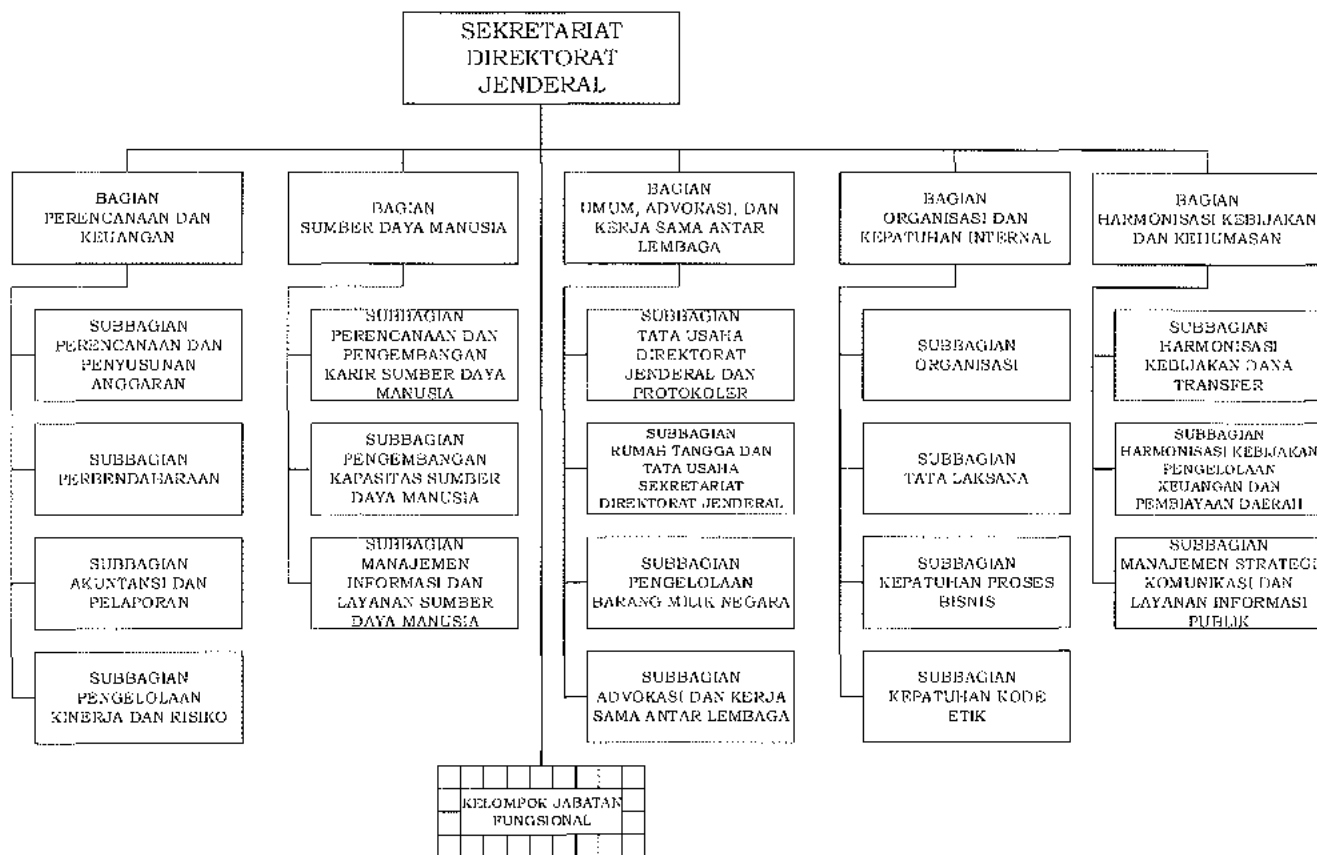 SEKRETARIAT
DIREKTORAT
JENDERAL
BAGIAN
PERENCANAAN DAN
KEUANGAN
BAGIAN
SUMBER DAYA MANUSIA
BAGIAN
UMUM, ADVOKASI, DAN
KERJA SAMA ANTAR
LEMBAGA
BAGIAN
ORGANISASI DAN
KEPATUHAN INTERNAL
BAGIAN
HARMONISASI KEBIJAKAN
DAN KEHUMASAN
SUBBAGIAN
PERENCANAAN DAN
PENYUSUNAN
ANGGARAN
SUBBAGIAN
PERENCANAAN DAN
PENGEMBANGAN
KARIR SUMBER DAYA
MANUSIA
SUBBAGIAN
TATA USAHA
DIREKTORAT
JENDERAL DAN
PROTOKOLER
SUBBAGIAN
ORGANISASI
SUBBAGIAN
HARMONISASI
KEBIJAKAN DANA
TRANSFER
SUBBAGIAN
PERBENDAHARAAN
SUBBAGIAN
PENGEMBANGAN
KAPASITAS SUMBER
DAYA MANUSIA
SUBBAGIAN
RUMAH TANGGA DAN
TATA USAHA
SEKRETARIAT
DIREKTORAT JENDERAL
SUBBAGIAN
TATA LAKSANA
SUBBAGIAN
HARMONISASI KEBIJAKAN
PENGELOLAAN
KEUANGAN DAN
PEMBIAYAAN DAERAH
SUBBAGIAN
AKUNTANSI DAN
PELAPORAN
SUBBAGIAN
MANAJEMEN
INFORMASI DAN
LAYANAN SUMBER
DAYA MANUSIA
SUBBAGIAN
PENGELOLAAN
BARANG MILIK NEGARA
SUBBAGIAN
KEPATUHAN PROSES
BISNIS
SUBBAGIAN
MANAJEMEN STRATEGI
KOMUNIKASI DAN
LAYANAN INFORMASI
PUBLIK
SUBBAGIAN
PENGELOLAAN
KINERJA DAN RISIKO
SUBBAGIAN
ADVOKASI DAN KERJA
SAMA ANTAR LEMBAGA
SUBBAGIAN
KEPATUHAN KODE
ETIK
KELOMPOK JABATAN
FUNGSIONAL